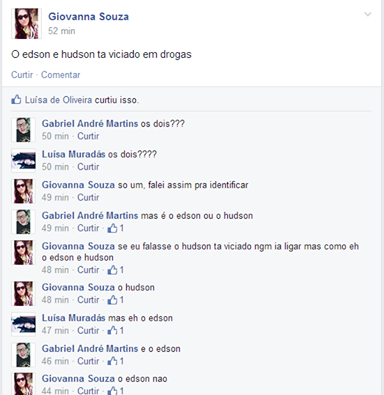 Giovanna Souza
52 min
O edson e hudson ta viciado em drogas
Curtir · Comentar
Luísa de Oliveira curtiu isso.
Gabriel André Martins os dois???
50 min · Curtir
Luísa Muradás os dois????
50 min · Curtir
Giovanna Souza so um, falei assim pra identificar
49 min · Curtir
Gabriel André Martins mas é o edson ou o hudson
49 min · Curtir · 1
Giovanna Souza se eu falasse o hudson ta viciado ngm ia ligar mas como eh
o edson e hudson
48 min · Curtir · 1
Giovanna Souza o hudson
48 min · Curtir · 1
Luísa Muradás mas eh o edson
47 min · Curtir · 1
Gabriel André Martins e o edson
46 min · Curtir · 1
Giovanna Souza o edson nao
44 min · Curtir · 1